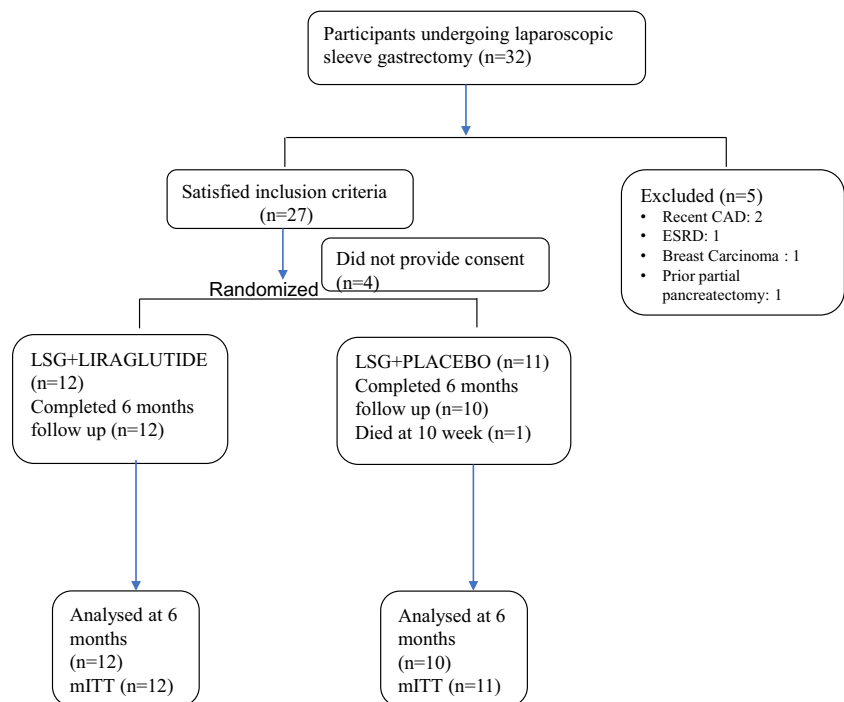 Participants undergoing laparoscopic
sleeve gastrectomy (n=32)
Satisfied inclusion criteria
(n=27)
Excluded (n=5)
• Recent CAD: 2
• ESRD: 1
• Breast Carcinoma : 1
• Prior partial
pancreatectomy: 1
Did not provide consent
(n=4)
Randomized
LSG+LIRAGLUTIDE
(n=12)
Completed 6 months
follow up (n=12)
LSG+PLACEBO (n=11)
Completed 6 months
follow up (n=10)
Died at 10 week (n=1)
Analysed at 6
months
(n=12)
mITT (n=12)
Analysed at 6
months
(n=10)
mITT (n=11)